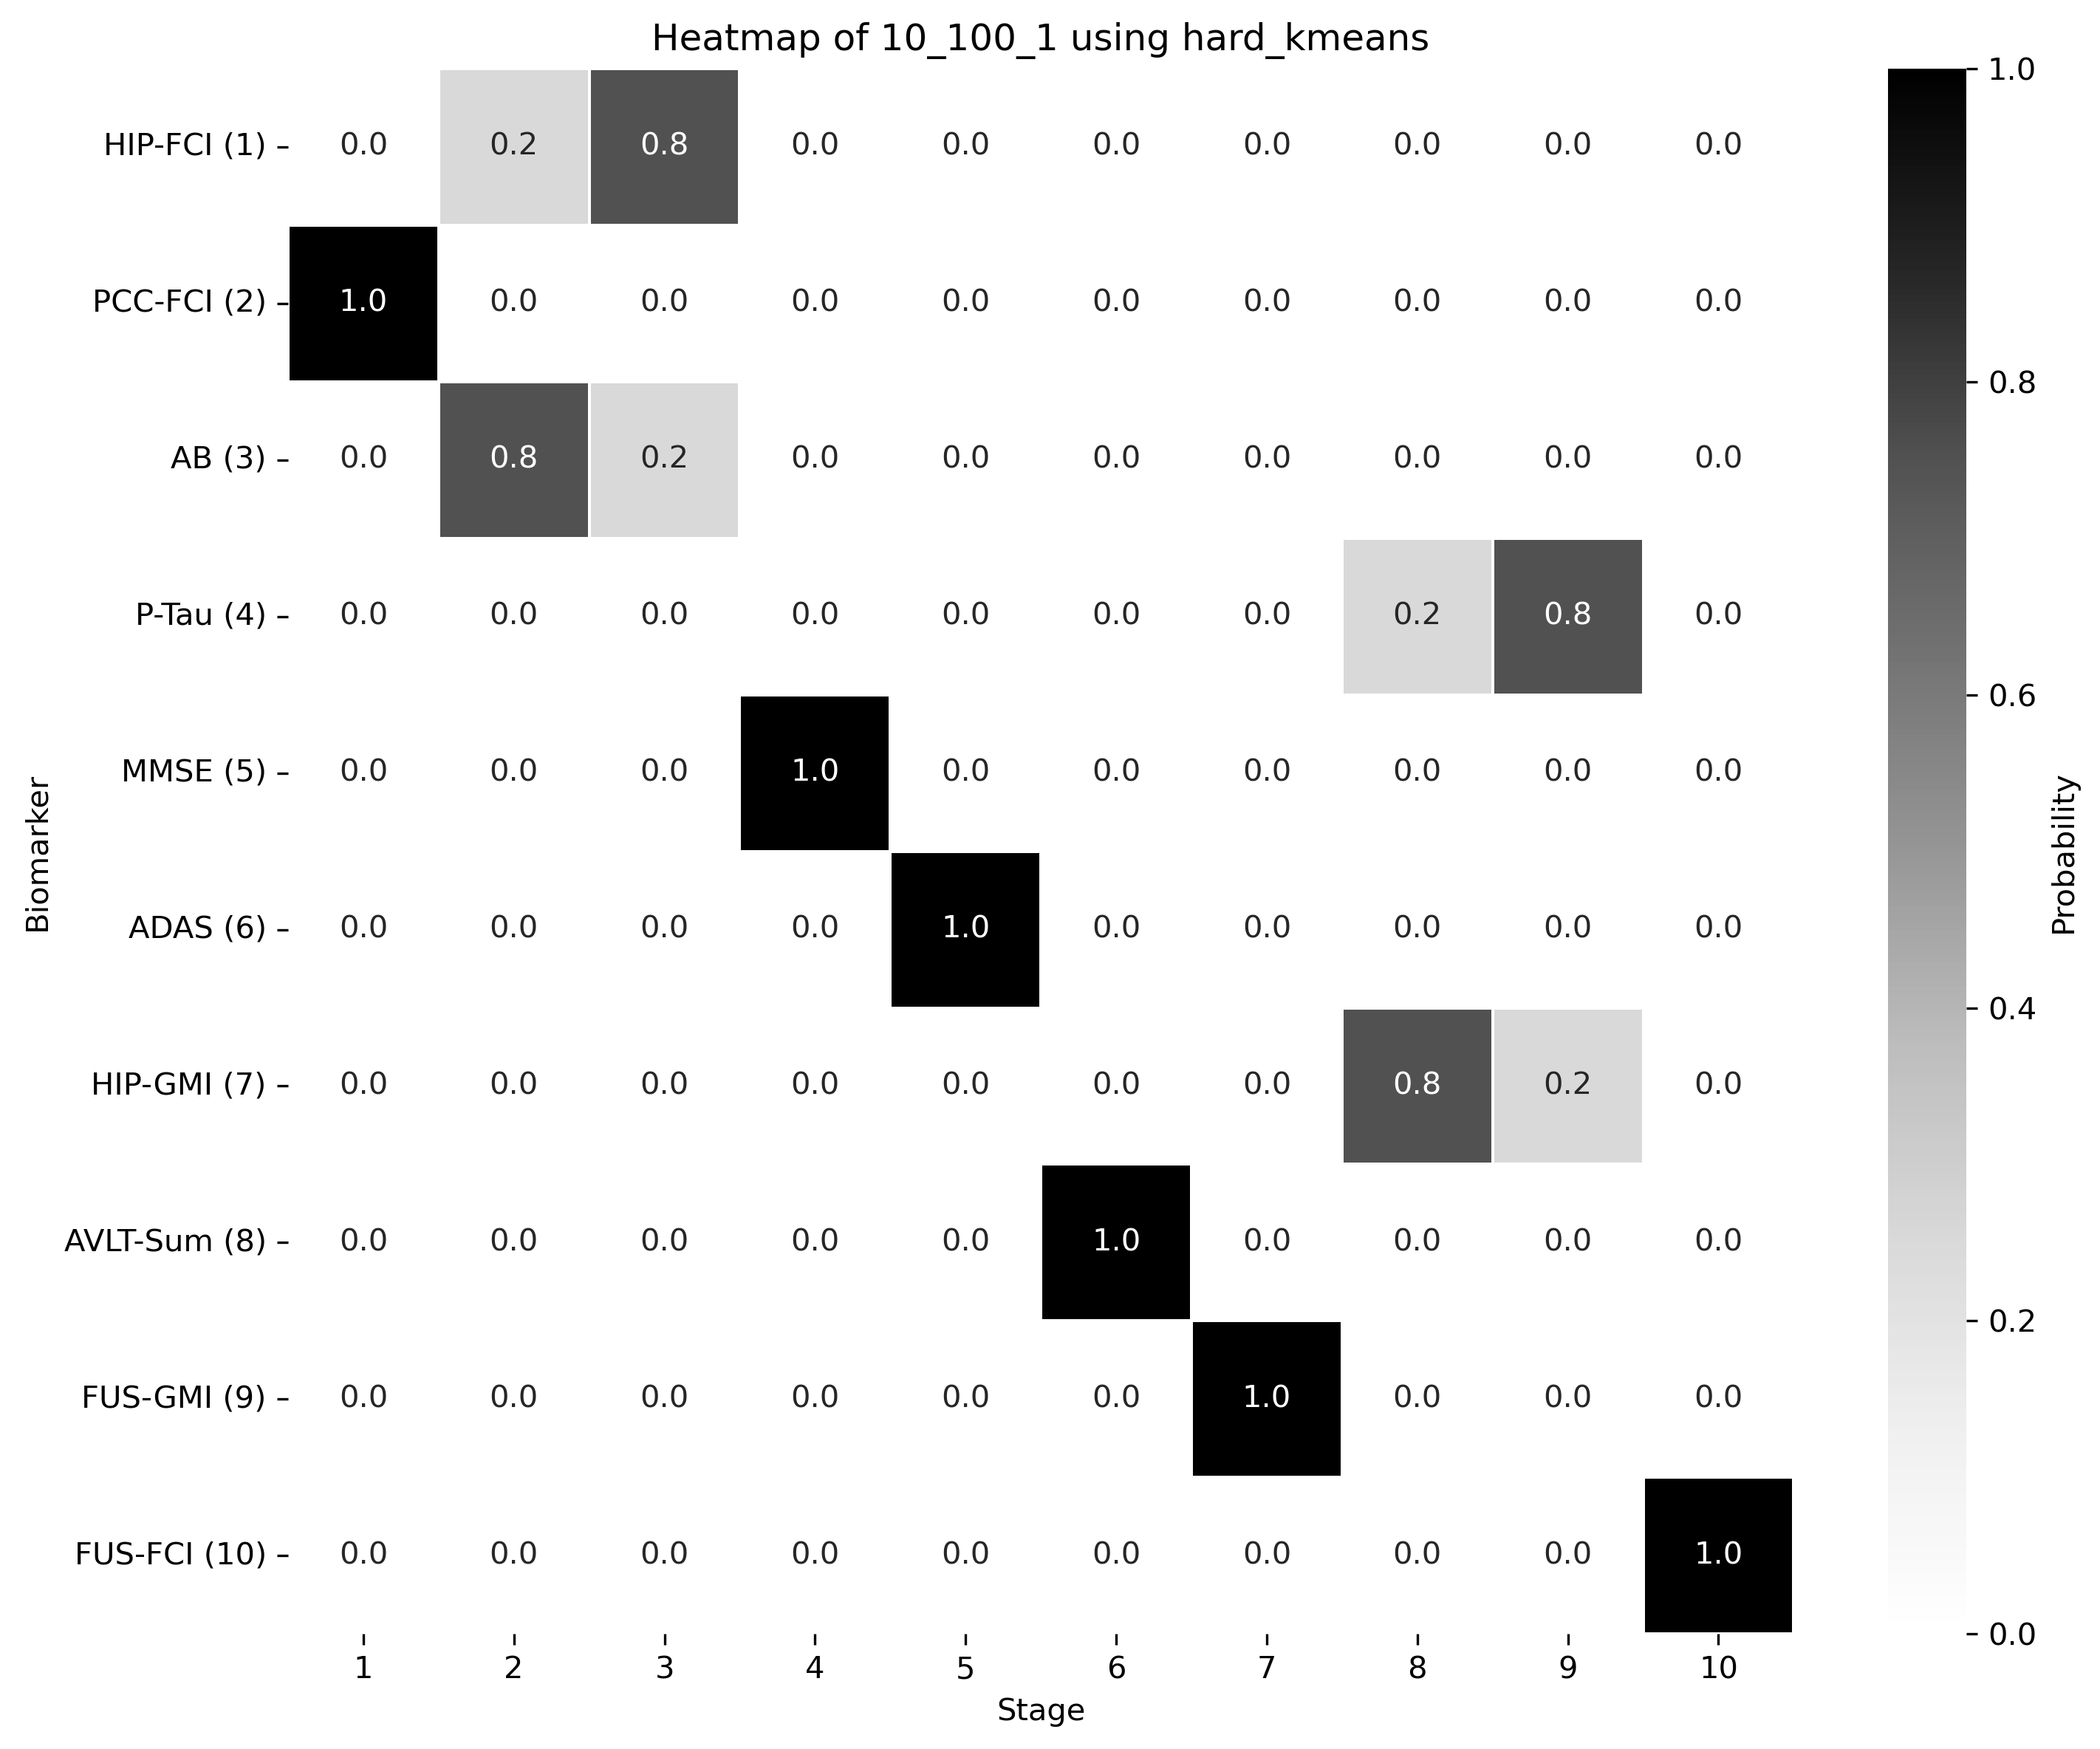 Heatmap of 10_100_1 using hard_kmeans
HIP-FCI (1) 0.0 0.2 0.8 0.0 0.0 0.0 0.0 0.0 0.0 0.0
PCC-FCI (2) 1.0 0.0 0.0 0.0 0.0 0.0 0.0 0.0 0.0 0.0
AB (3) 0.0 0.8 0.2 0.0 0.0 0.0 0.0 0.0 0.0 0.0
P-Tau (4) 0.0 0.0 0.0 0.0 0.0 0.0 0.0 0.2 0.8 0.0
MMSE (5) 0.0 0.0 0.0 1.0 0.0 0.0 0.0 0.0 0.0 0.0
ADAS (6) 0.0 0.0 0.0 0.0 1.0 0.0 0.0 0.0 0.0 0.0
HIP-GMI (7) 0.0 0.0 0.0 0.0 0.0 0.0 0.0 0.8 0.2 0.0
AVLT-Sum (8) 0.0 0.0 0.0 0.0 0.0 1.0 0.0 0.0 0.0 0.0
FUS-GMI (9) 0.0 0.0 0.0 0.0 0.0 0.0 1.0 0.0 0.0 0.0
FUS-FCI (10) 0.0 0.0 0.0 0.0 0.0 0.0 0.0 0.0 0.0 1.0
1 2 3 4 5 6 7 8 9 10
Stage
Biomarker
1.0
0.8
0.6
0.4
0.2
0.0
Probability